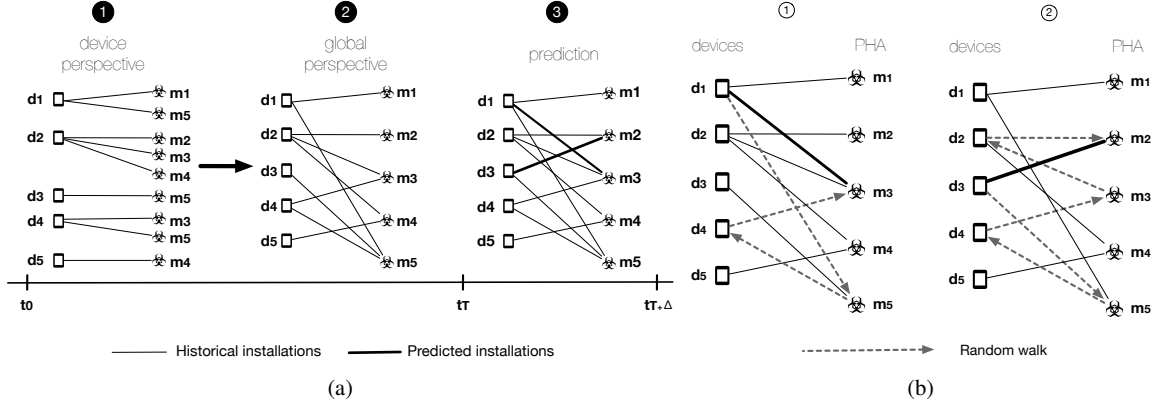 1
device
perspective
d1
d2
d3
d4
d5
m1
m5
m2
m3
m4
m5
m3
m5
m4
2
global
perspective
d1
d2
d3
d4
d5
m1
m2
m3
m4
m5
3
prediction
d1
d2
d3
d4
d5
m1
m2
m3
m4
m5
t0
tT
tT+Δ
Historical installations
Predicted installations
(a)
1
devices
PHA
d1
d2
d3
d4
d5
m1
m2
m3
m4
m5
2
devices
PHA
d1
d2
d3
d4
d5
m1
m2
m3
m4
m5
Random walk
(b)